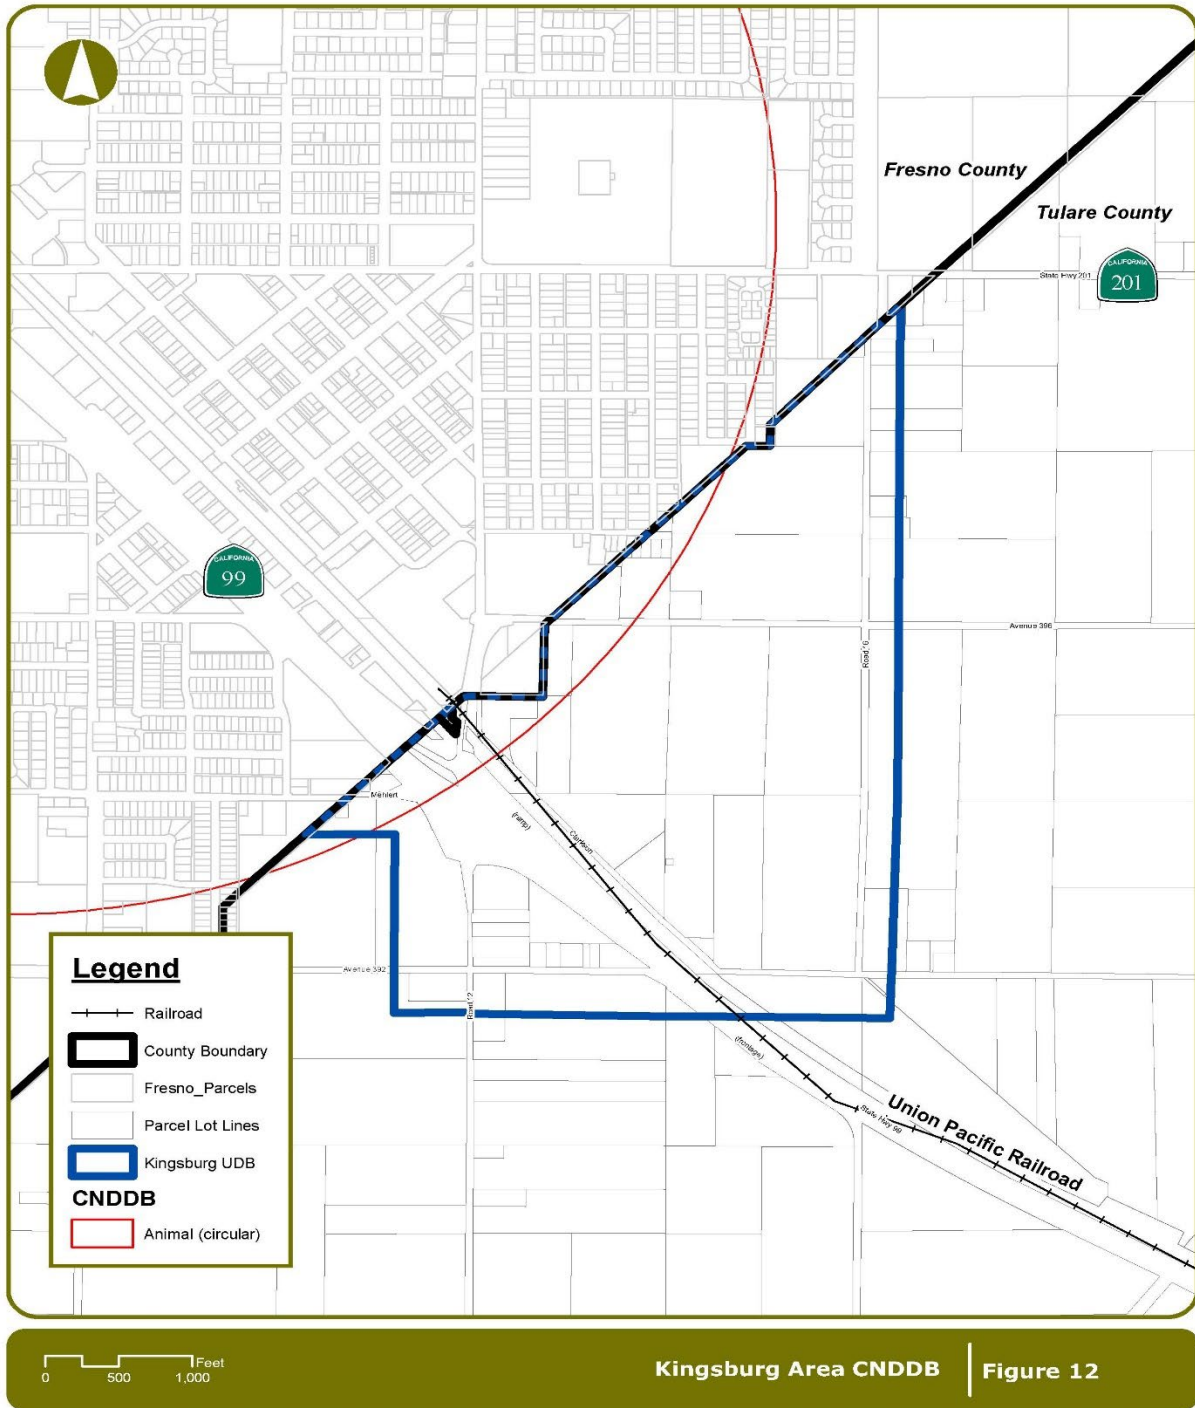 Fresno County
Tulare County
State Hwy 201
CALIFORNIA
201
CALIFORNIA
99
Avenue 396
Road 16
Mehlert
(ramp)
Carlson
Avenue 392
Road 12
(frontage)
State Hwy 99
Union Pacific Railroad
Legend
Railroad
County Boundary
Fresno_Parcels
Parcel Lot Lines
Kingsburg UDB
CNDDB
Animal (circular)
Feet
0 500 1,000
Kingsburg Area CNDDB
Figure 12